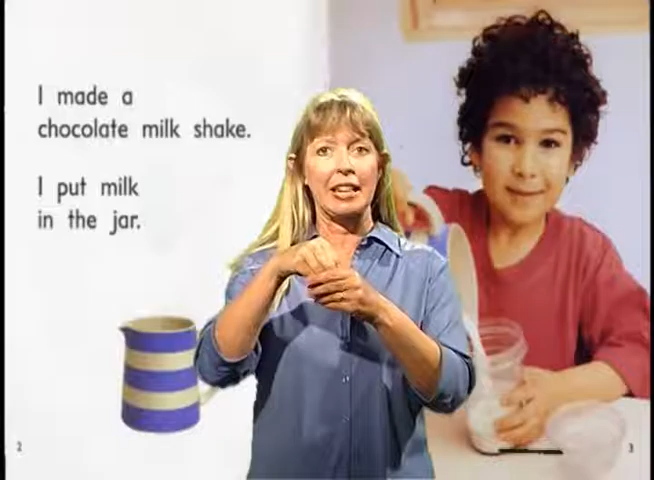 I made a
chocolate milk shake.
I put milk
in the jar.
2
3